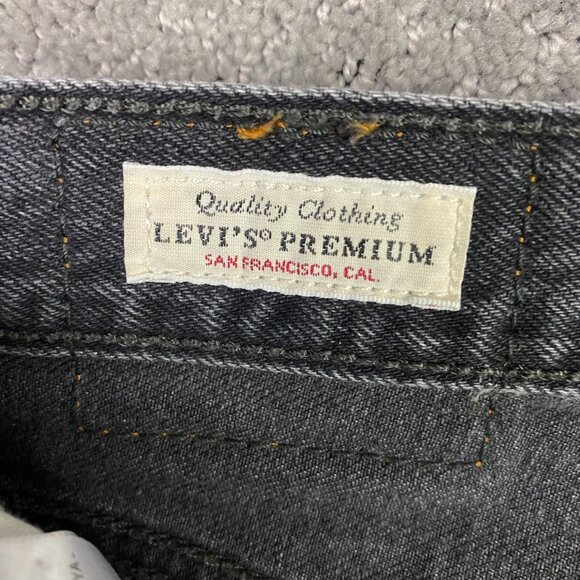 Quality Clothing
LEVI'S® PREMIUM
SAN FRANCISCO, CAL.